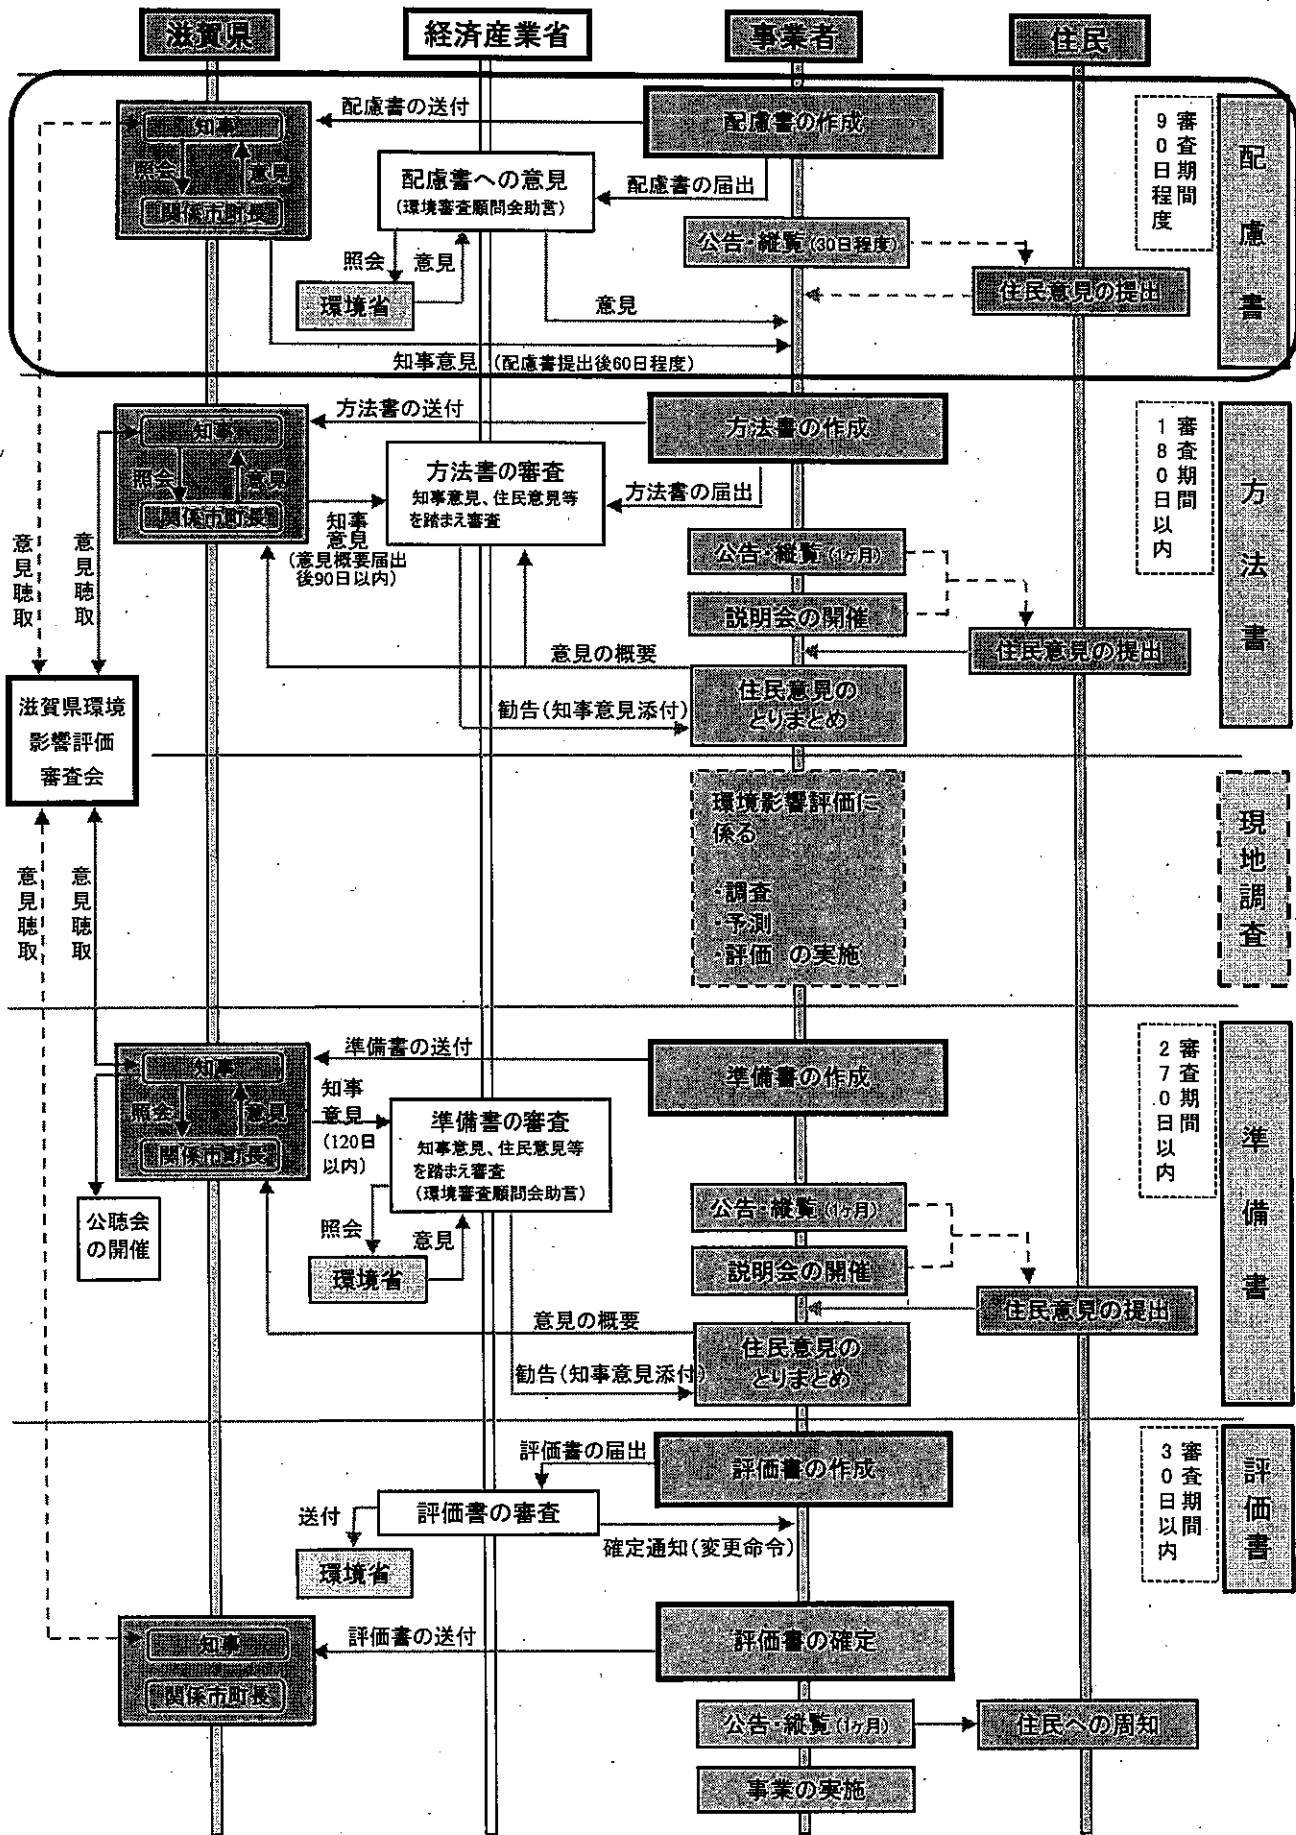 滋賀県
経済産業省
事業者
住民
配慮書の送付
配慮書の作成
知事
照会
意見
関係市町長
配慮書への意見
(環境審査顧問会助言)
配慮書の届出
公告・縦覧(30日程度)
照会
意見
環境省
意見
住民意見の提出
知事意見 (配慮書提出後60日程度)
審査期間
90日程度
配慮書
方法書の送付
方法書の作成
知事
照会
意見
関係市町長
方法書の審査
知事意見、住民意見等
を踏まえ審査
方法書の届出
知事
意見
(意見概要届出
後90日以内)
公告・縦覧(1ヶ月)
説明会の開催
住民意見の提出
意見の概要
住民意見の
とりまとめ
勧告(知事意見添付)
審査期間
180日以内
方法書
意見聴取
意見聴取
滋賀県環境
影響評価
審査会
意見聴取
意見聴取
環境影響評価に
係る
・調査
・予測
・評価 の実施
現地調査
準備書の送付
準備書の作成
知事
照会
意見
関係市町長
知事
意見
(120日
以内)
準備書の審査
知事意見、住民意見等
を踏まえ審査
(環境審査顧問会助言)
公聴会
の開催
照会
意見
環境省
公告・縦覧(1ヶ月)
説明会の開催
住民意見の提出
意見の概要
住民意見の
とりまとめ
勧告(知事意見添付)
審査期間
270日以内
準備書
評価書の届出
評価書の作成
評価書の審査
送付
環境省
確定通知(変更命令)
審査期間
30日以内
評価書
評価書の送付
評価書の確定
知事
関係市町長
公告・縦覧(1ヶ月)
住民への周知
事業の実施